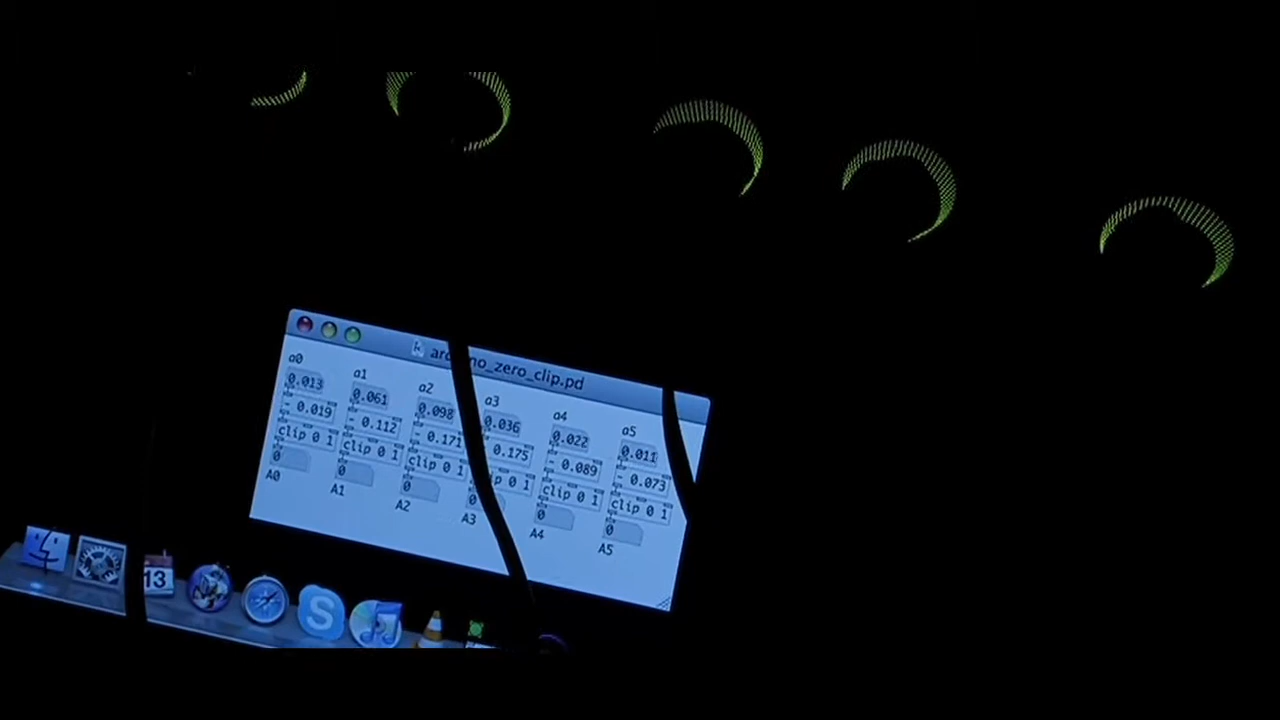 arduino_zero_clip.pd
a0 a1 a2 a3 a4 a5
0.013 0.061 0.098 0.036 0.022 0.011
- 0.019 - 0.112 - 0.171 0.175 - 0.089 - 0.073
clip 0 1 clip 0 1 clip 0 1 clip 0 1 clip 0 1 clip 0 1
0 0 0 0 0 0
A0 A1 A2 A3 A4 A5
13
S